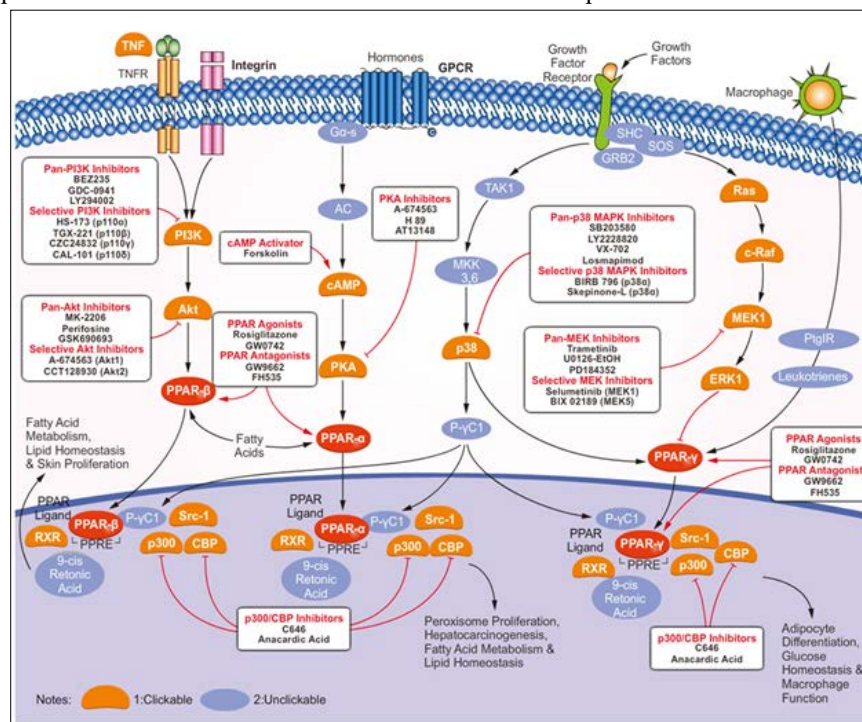 TNF
TNFR
Integrin
Hormones
GPCR
Growth
Factor
Receptor
Growth
Factors
Macrophage
Gα-s
SHC
SOS
GRB2
Pan-PI3K Inhibitors
BEZ235
GDC-0941
LY294002
Selective PI3K Inhibitors
HS-173 (p110α)
TGX-221 (p110β)
CZC24832 (p110γ)
CAL-101 (p110δ)
PI3K
AC
cAMP Activator
Forskolin
cAMP
PKA Inhibitors
A-674563
H 89
AT13148
TAK1
MKK
3,6
Pan-p38 MAPK Inhibitors
SB203580
LY2228820
VX-702
Losmapimod
Selective p38 MAPK Inhibitors
BIRB 796 (p38α)
Skepinone-L (p38α)
Ras
c-Raf
MEK1
Pan-Akt Inhibitors
MK-2206
Perifosine
GSK690693
Selective Akt Inhibitors
A-674563 (Akt1)
CCT128930 (Akt2)
Akt
PPAR Agonists
Rosiglitazone
GW0742
PPAR Antagonists
GW9662
FH535
PKA
p38
Pan-MEK Inhibitors
Trametinib
U0126-EtOH
PD184352
Selective MEK Inhibitors
Selumetinib (MEK1)
BIX 02189 (MEK5)
ERK1
PtgIR
Leukotrienes
PPAR-β
Fatty Acid
Metabolism,
Lipid Homeostasis
& Skin Proliferation
Fatty
Acids
PPAR-α
P-γC1
PPAR-γ
PPAR Agonists
Rosiglitazone
GW0742
PPAR Antagonists
GW9662
FH535
PPAR
Ligand
PPAR-β
P-γC1
Src-1
RXR
PPRE
p300
CBP
9-cis
Retonic
Acid
PPAR
Ligand
PPAR-α
P-γC1
Src-1
RXR
PPRE
p300
CBP
9-cis
Retonic
Acid
P-γC1
PPAR
Ligand
PPAR-γ
Src-1
RXR
PPRE
p300
CBP
9-cis
Retonic
Acid
p300/CBP Inhibitors
C646
Anacardic Acid
Peroxisome Proliferation,
Hepatocarcinogenesis,
Fatty Acid Metabolism &
Lipid Homeostasis
p300/CBP Inhibitors
C646
Anacardic Acid
Adipocyte
Differentiation,
Glucose
Homeostasis &
Macrophage
Function
Notes:
1:Clickable
2:Unclickable